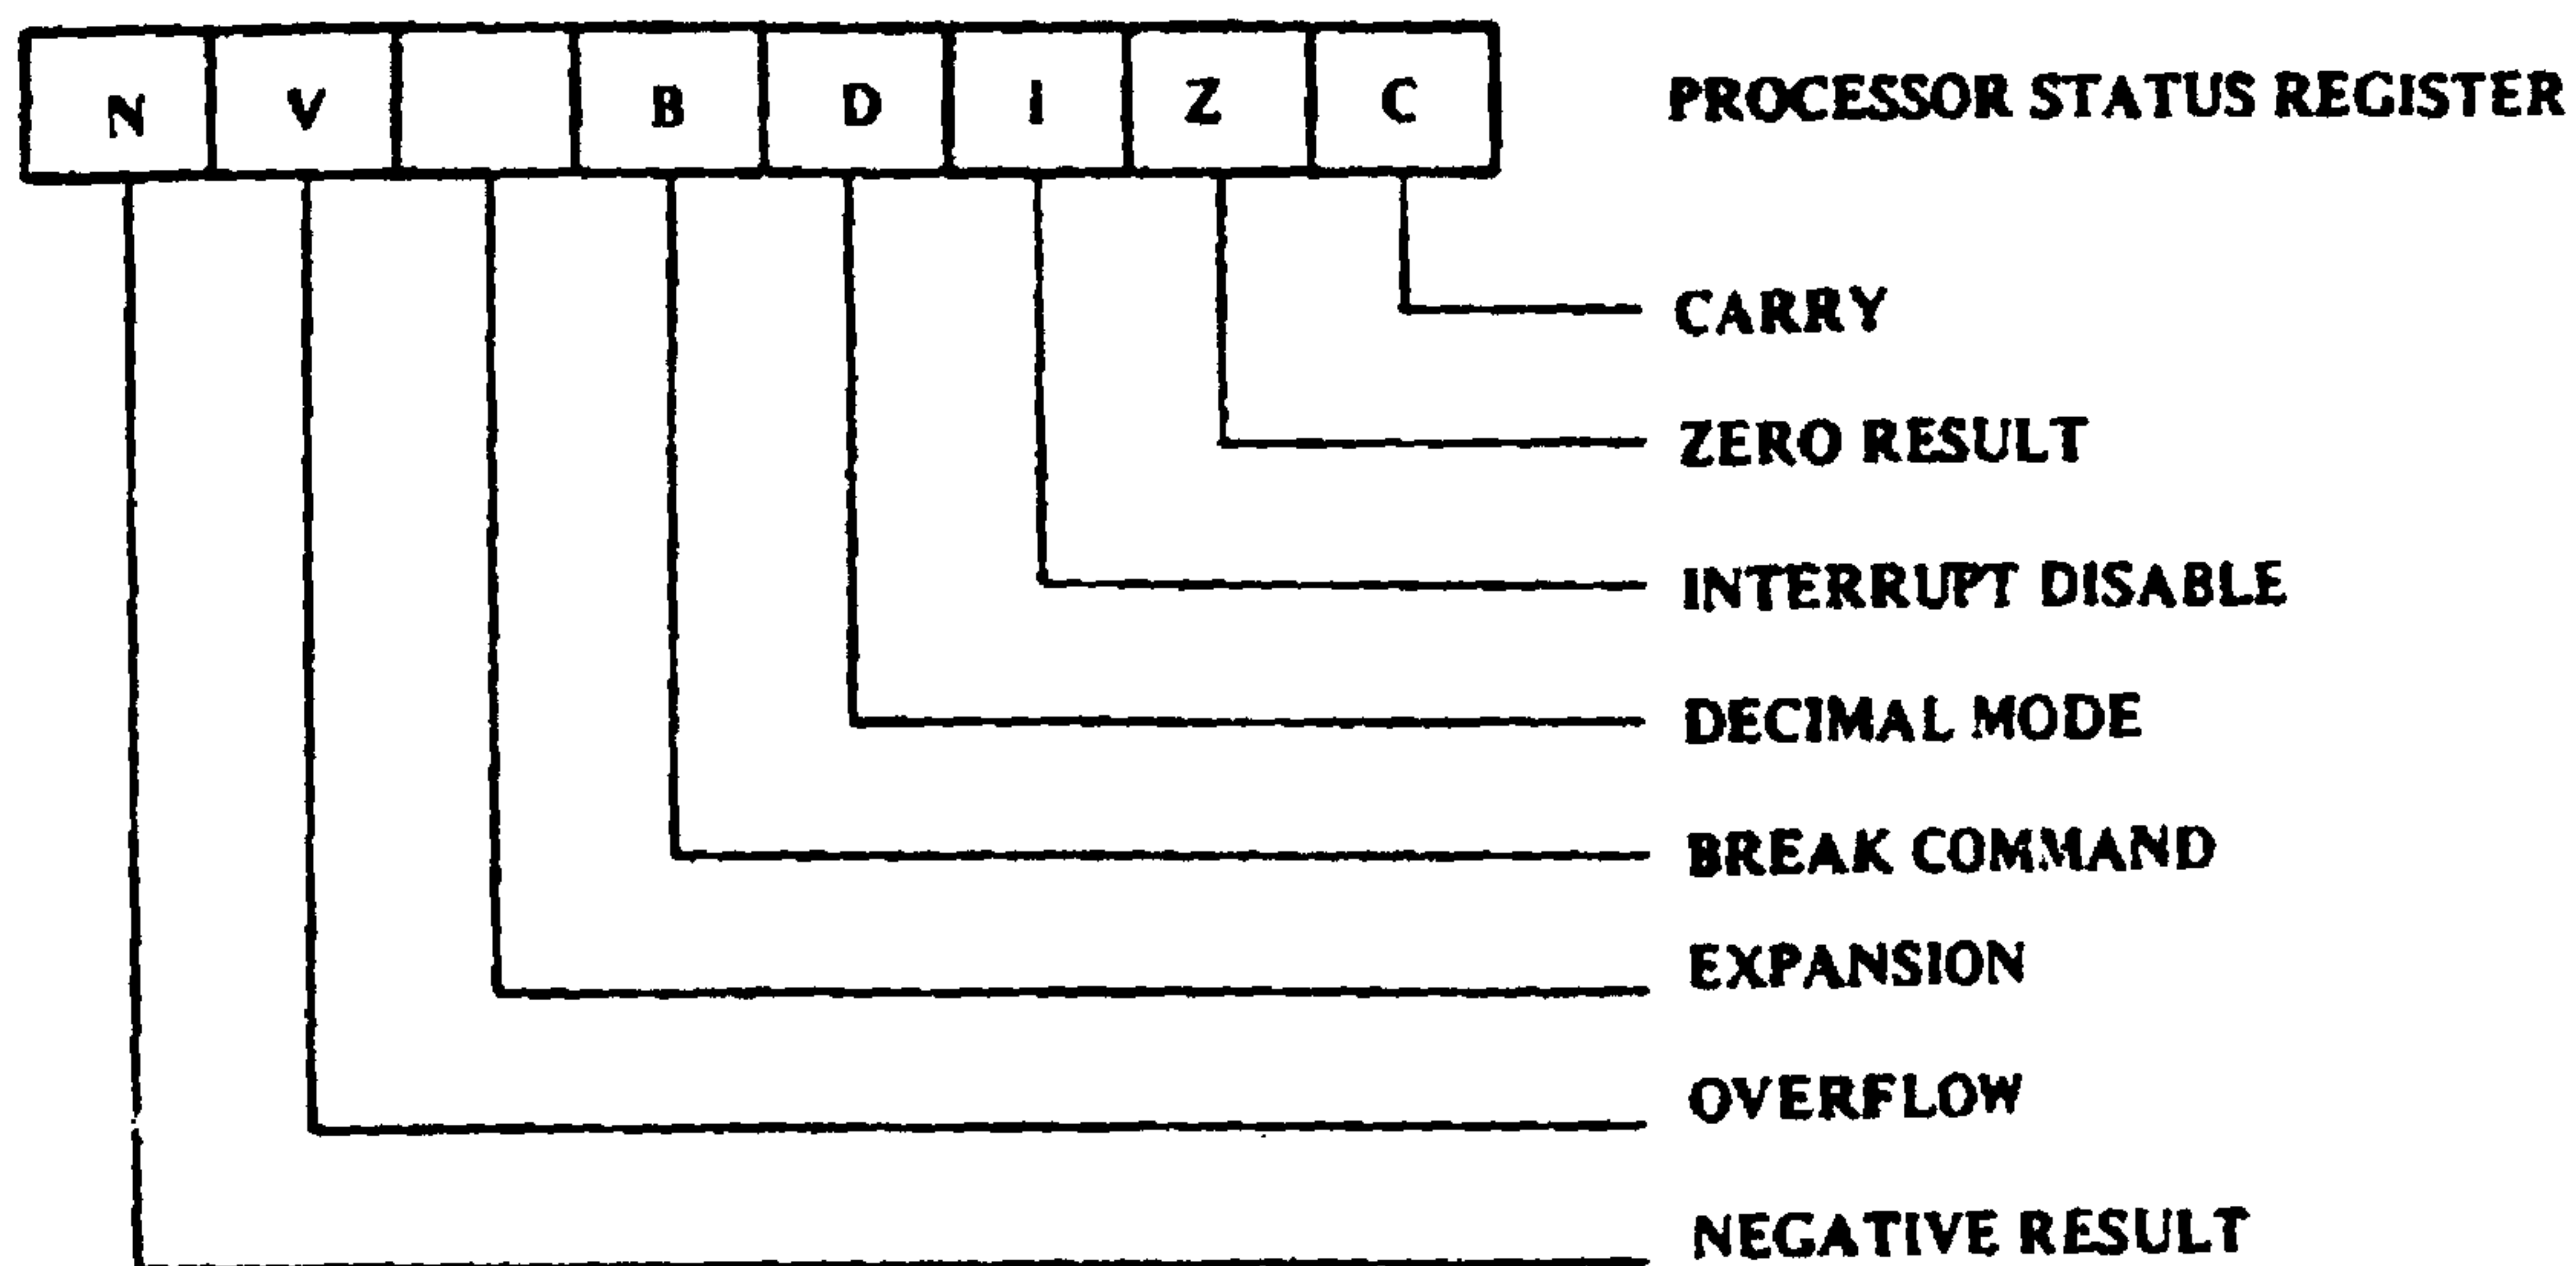 N V B D I Z C PROCESSOR STATUS REGISTER
CARRY
ZERO RESULT
INTERRUPT DISABLE
DECIMAL MODE
BREAK COMMAND
EXPANSION
OVERFLOW
NEGATIVE RESULT